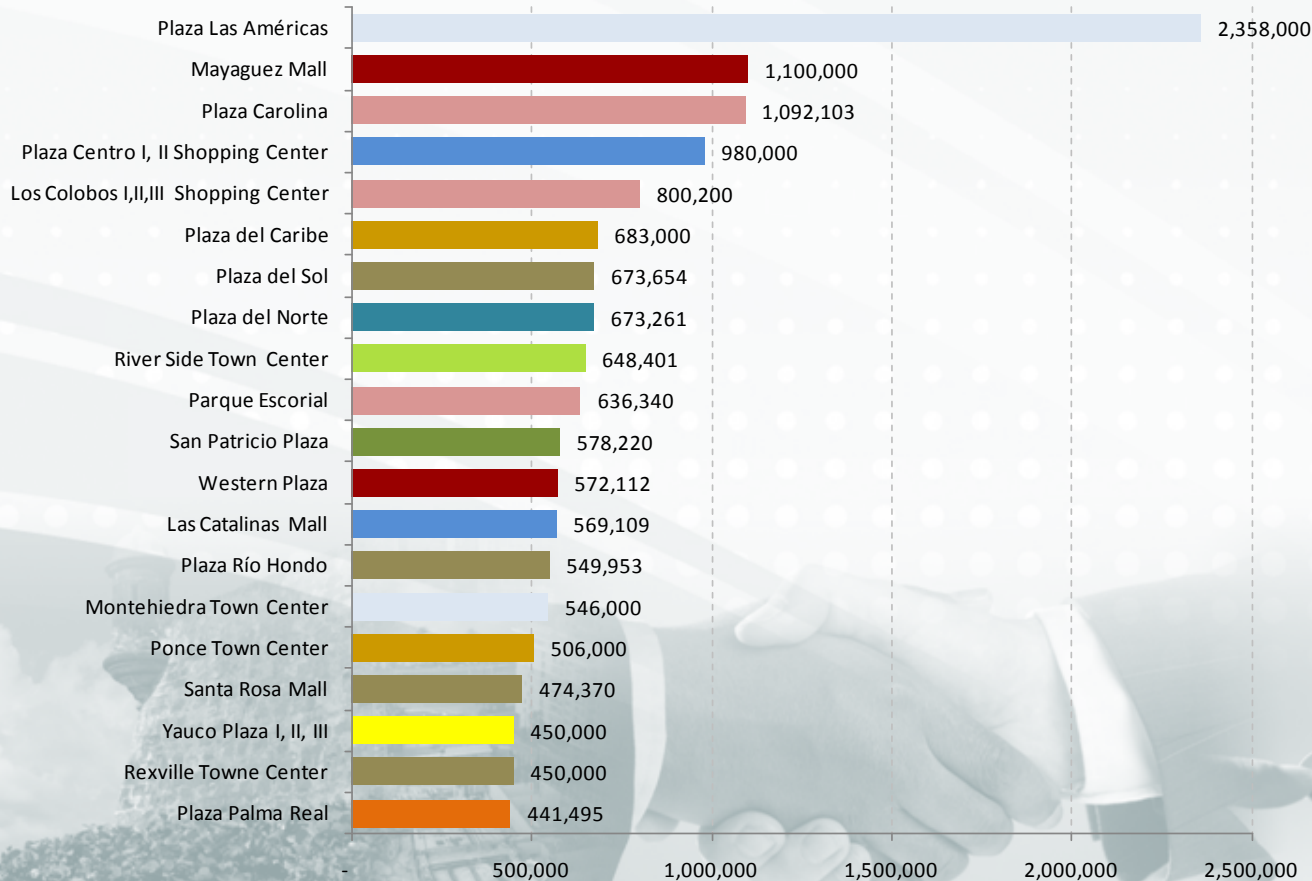 Plaza Las Américas 2,358,000
Mayaguez Mall 1,100,000
Plaza Carolina 1,092,103
Plaza Centro I, II Shopping Center 980,000
Los Colobos I,II,III Shopping Center 800,200
Plaza del Caribe 683,000
Plaza del Sol 673,654
Plaza del Norte 673,261
River Side Town Center 648,401
Parque Escorial 636,340
San Patricio Plaza 578,220
Western Plaza 572,112
Las Catalinas Mall 569,109
Plaza Río Hondo 549,953
Montehiedra Town Center 546,000
Ponce Town Center 506,000
Santa Rosa Mall 474,370
Yauco Plaza I, II, III 450,000
Rexville Towne Center 450,000
Plaza Palma Real 441,495
- 500,000 1,000,000 1,500,000 2,000,000 2,500,000